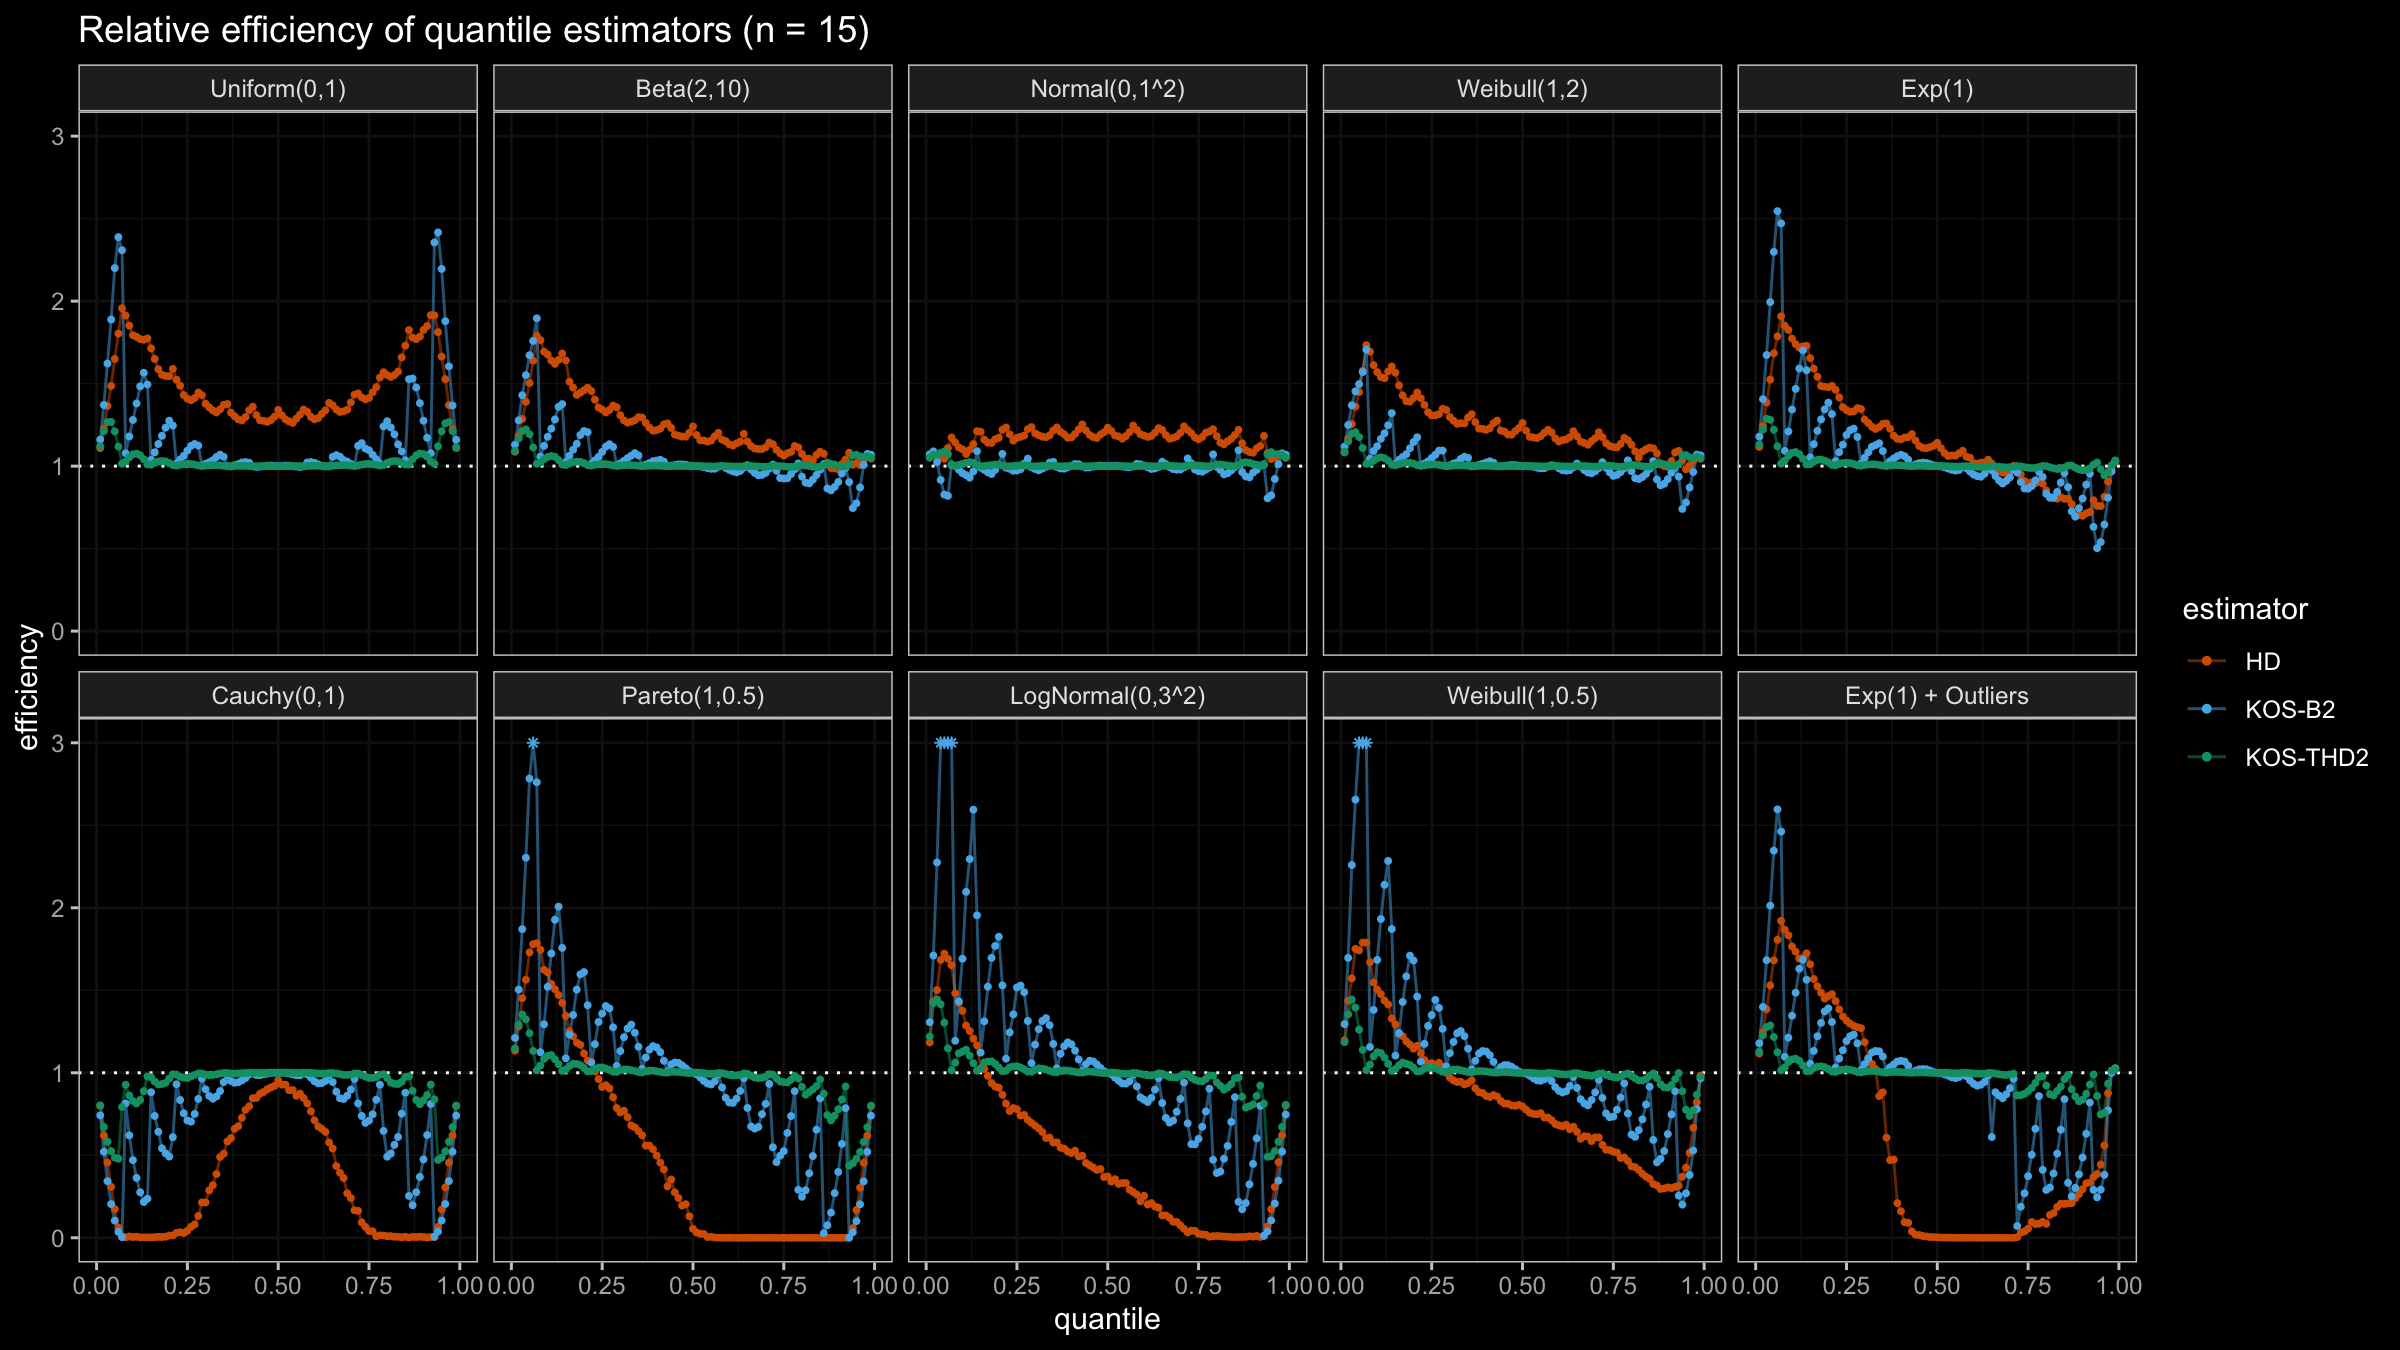 Relative efficiency of quantile estimators (n = 15)
Uniform(0,1)
Beta(2,10)
Normal(0,1^2)
Weibull(1,2)
Exp(1)
3
2
1
0
efficiency
Cauchy(0,1)
Pareto(1,0.5)
LogNormal(0,3^2)
Weibull(1,0.5)
Exp(1) + Outliers
3
2
1
0
0.00 0.25 0.50 0.75 1.00
0.00 0.25 0.50 0.75 1.00
0.00 0.25 0.50 0.75 1.00
0.00 0.25 0.50 0.75 1.00
0.00 0.25 0.50 0.75 1.00
quantile
estimator
HD
KOS-B2
KOS-THD2